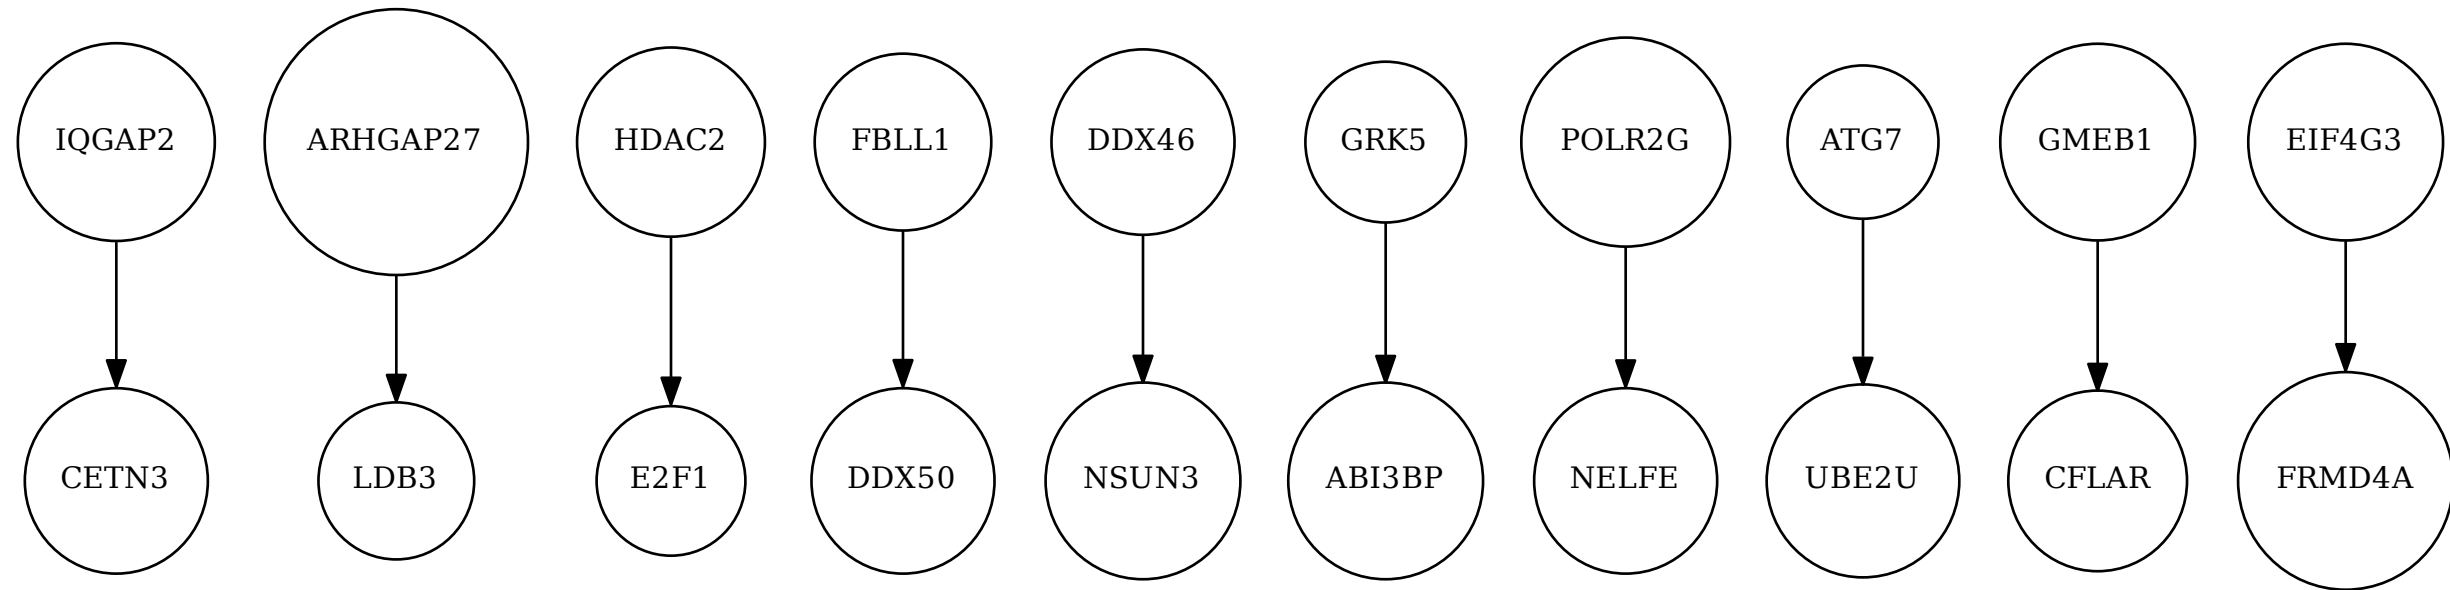 IQGAP2 ARHGAP27 HDAC2 FBLL1 DDX46 GRK5 POLR2G ATG7 GMEB1 EIF4G3
CETN3 LDB3 E2F1 DDX50 NSUN3 ABI3BP NELFE UBE2U CFLAR FRMD4A